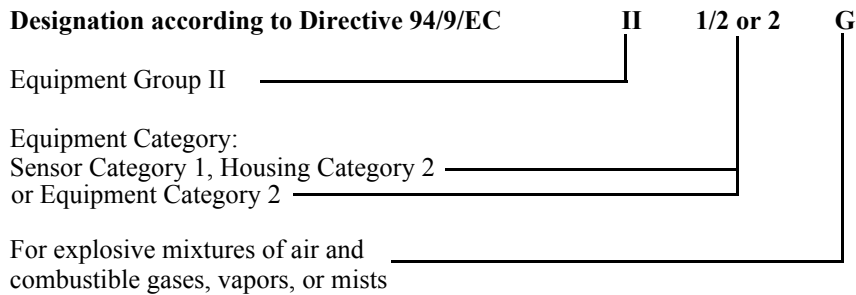 Designation according to Directive 94/9/EC II 1/2 or 2 G
Equipment Group II
Equipment Category:
Sensor Category 1, Housing Category 2
or Equipment Category 2
For explosive mixtures of air and
combustible gases, vapors, or mists